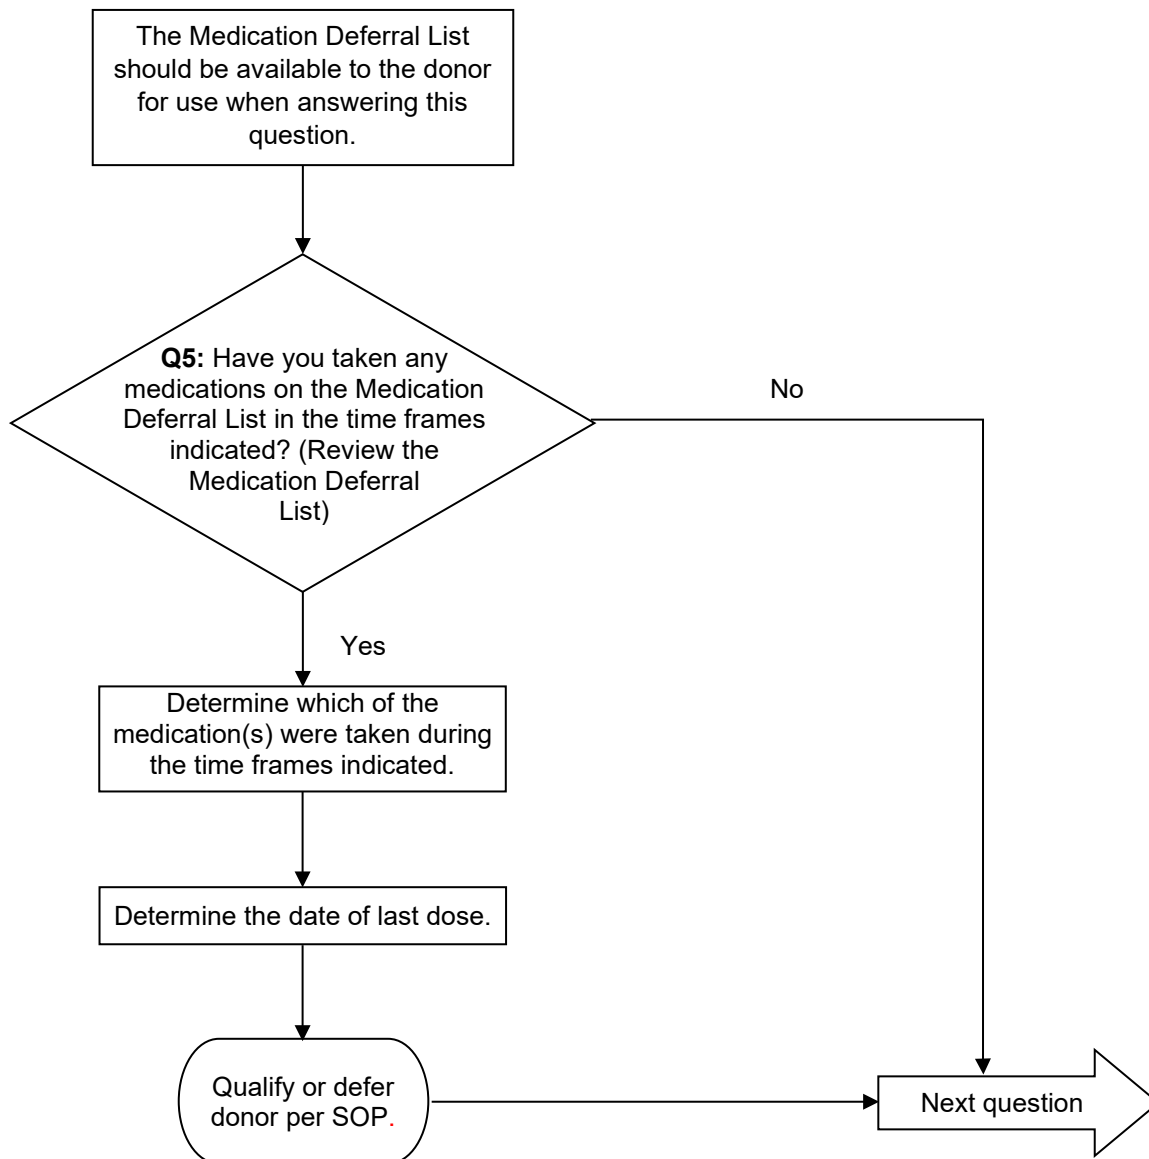 The Medication Deferral List
should be available to the donor
for use when answering this
question.
Q5: Have you taken any
medications on the Medication
Deferral List in the time frames
indicated? (Review the
Medication Deferral
List)
No
Yes
Determine which of the
medication(s) were taken during
the time frames indicated.
Determine the date of last dose.
Qualify or defer
donor per SOP.
Next question